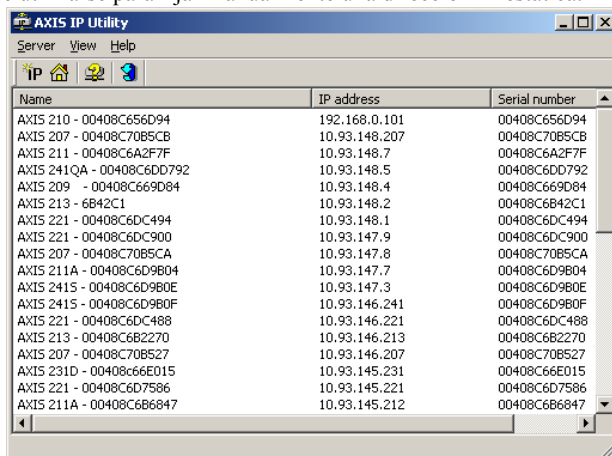 AXIS IP Utility
Server View Help
IP
Name IP address Serial number
AXIS 210 - 00408C656D94 192.168.0.101 00408C656D94
AXIS 207 - 00408C70B5CB 10.93.148.207 00408C70B5CB
AXIS 211 - 00408C6A2F7F 10.93.148.7 00408C6A2F7F
AXIS 241QA - 00408C6DD792 10.93.148.5 00408C6DD792
AXIS 209 - 00408C669D84 10.93.148.4 00408C669D84
AXIS 213 - 6B42C1 10.93.148.2 00408C6B42C1
AXIS 221 - 00408C6DC494 10.93.148.1 00408C6DC494
AXIS 221 - 00408C6DC900 10.93.147.9 00408C6DC900
AXIS 207 - 00408C70B5CA 10.93.147.8 00408C70B5CA
AXIS 211A - 00408C6D9B04 10.93.147.7 00408C6D9B04
AXIS 241S - 00408C6D9B0E 10.93.147.3 00408C6D9B0E
AXIS 241S - 00408C6D9B0F 10.93.146.241 00408C6D9B0F
AXIS 221 - 00408C6DC488 10.93.146.221 00408C6DC488
AXIS 213 - 00408C6B2270 10.93.146.213 00408C6B2270
AXIS 207 - 00408C70B527 10.93.146.207 00408C70B527
AXIS 231D - 00408c66E015 10.93.145.231 00408C66E015
AXIS 221 - 00408C6D7586 10.93.145.221 00408C6D7586
AXIS 211A - 00408C6B6847 10.93.145.212 00408C6B6847